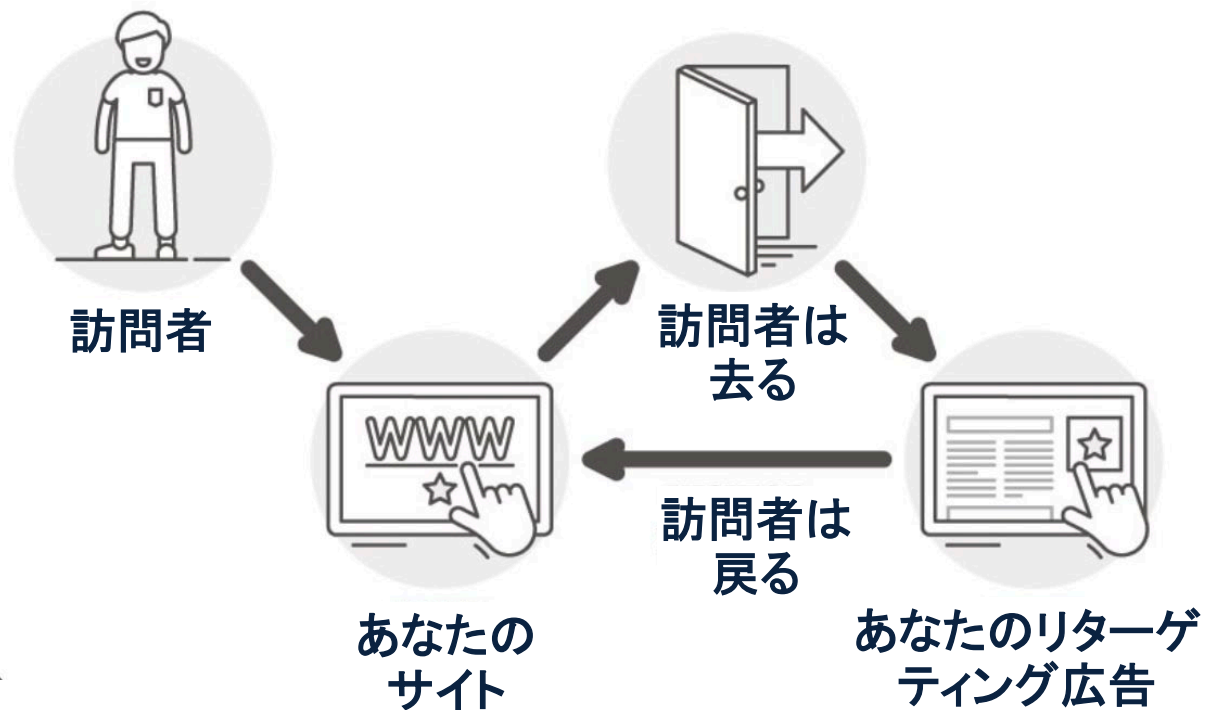 訪問者
訪問者は
去る
WWW
訪問者は
戻る
あなたの
サイト
あなたのリターゲ
ティング広告